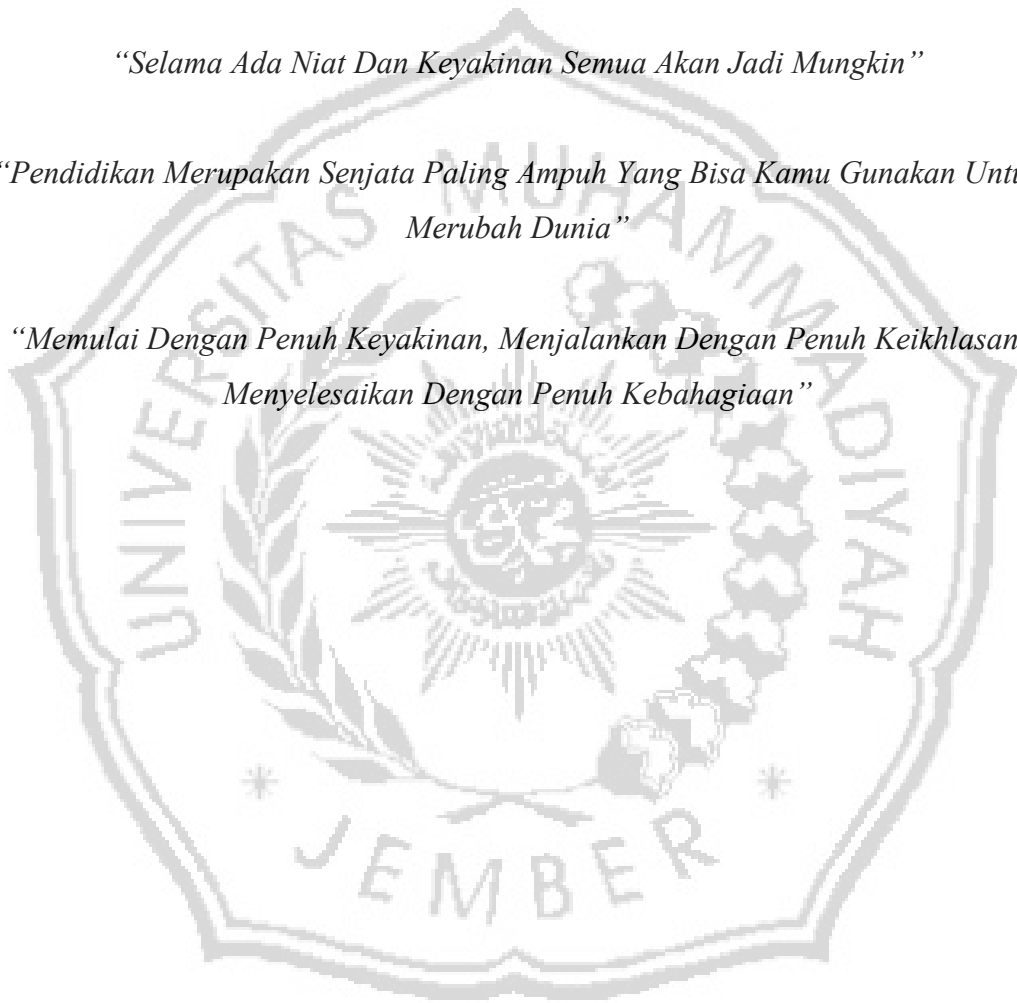 “Selama Ada Niat Dan Keyakinan Semua Akan Jadi Mungkin”
“Pendidikan Merupakan Senjata Paling Ampuh Yang Bisa Kamu Gunakan
Merubah Dunia”
“Memulai Dengan Penuh Keyakinan, Menjalankan Dengan Penuh Keikhlasan
Menyelesaikan Dengan Penuh Kebahagiaan”
UNIVERSITAS MUHAMMADIYAH
JEMBER